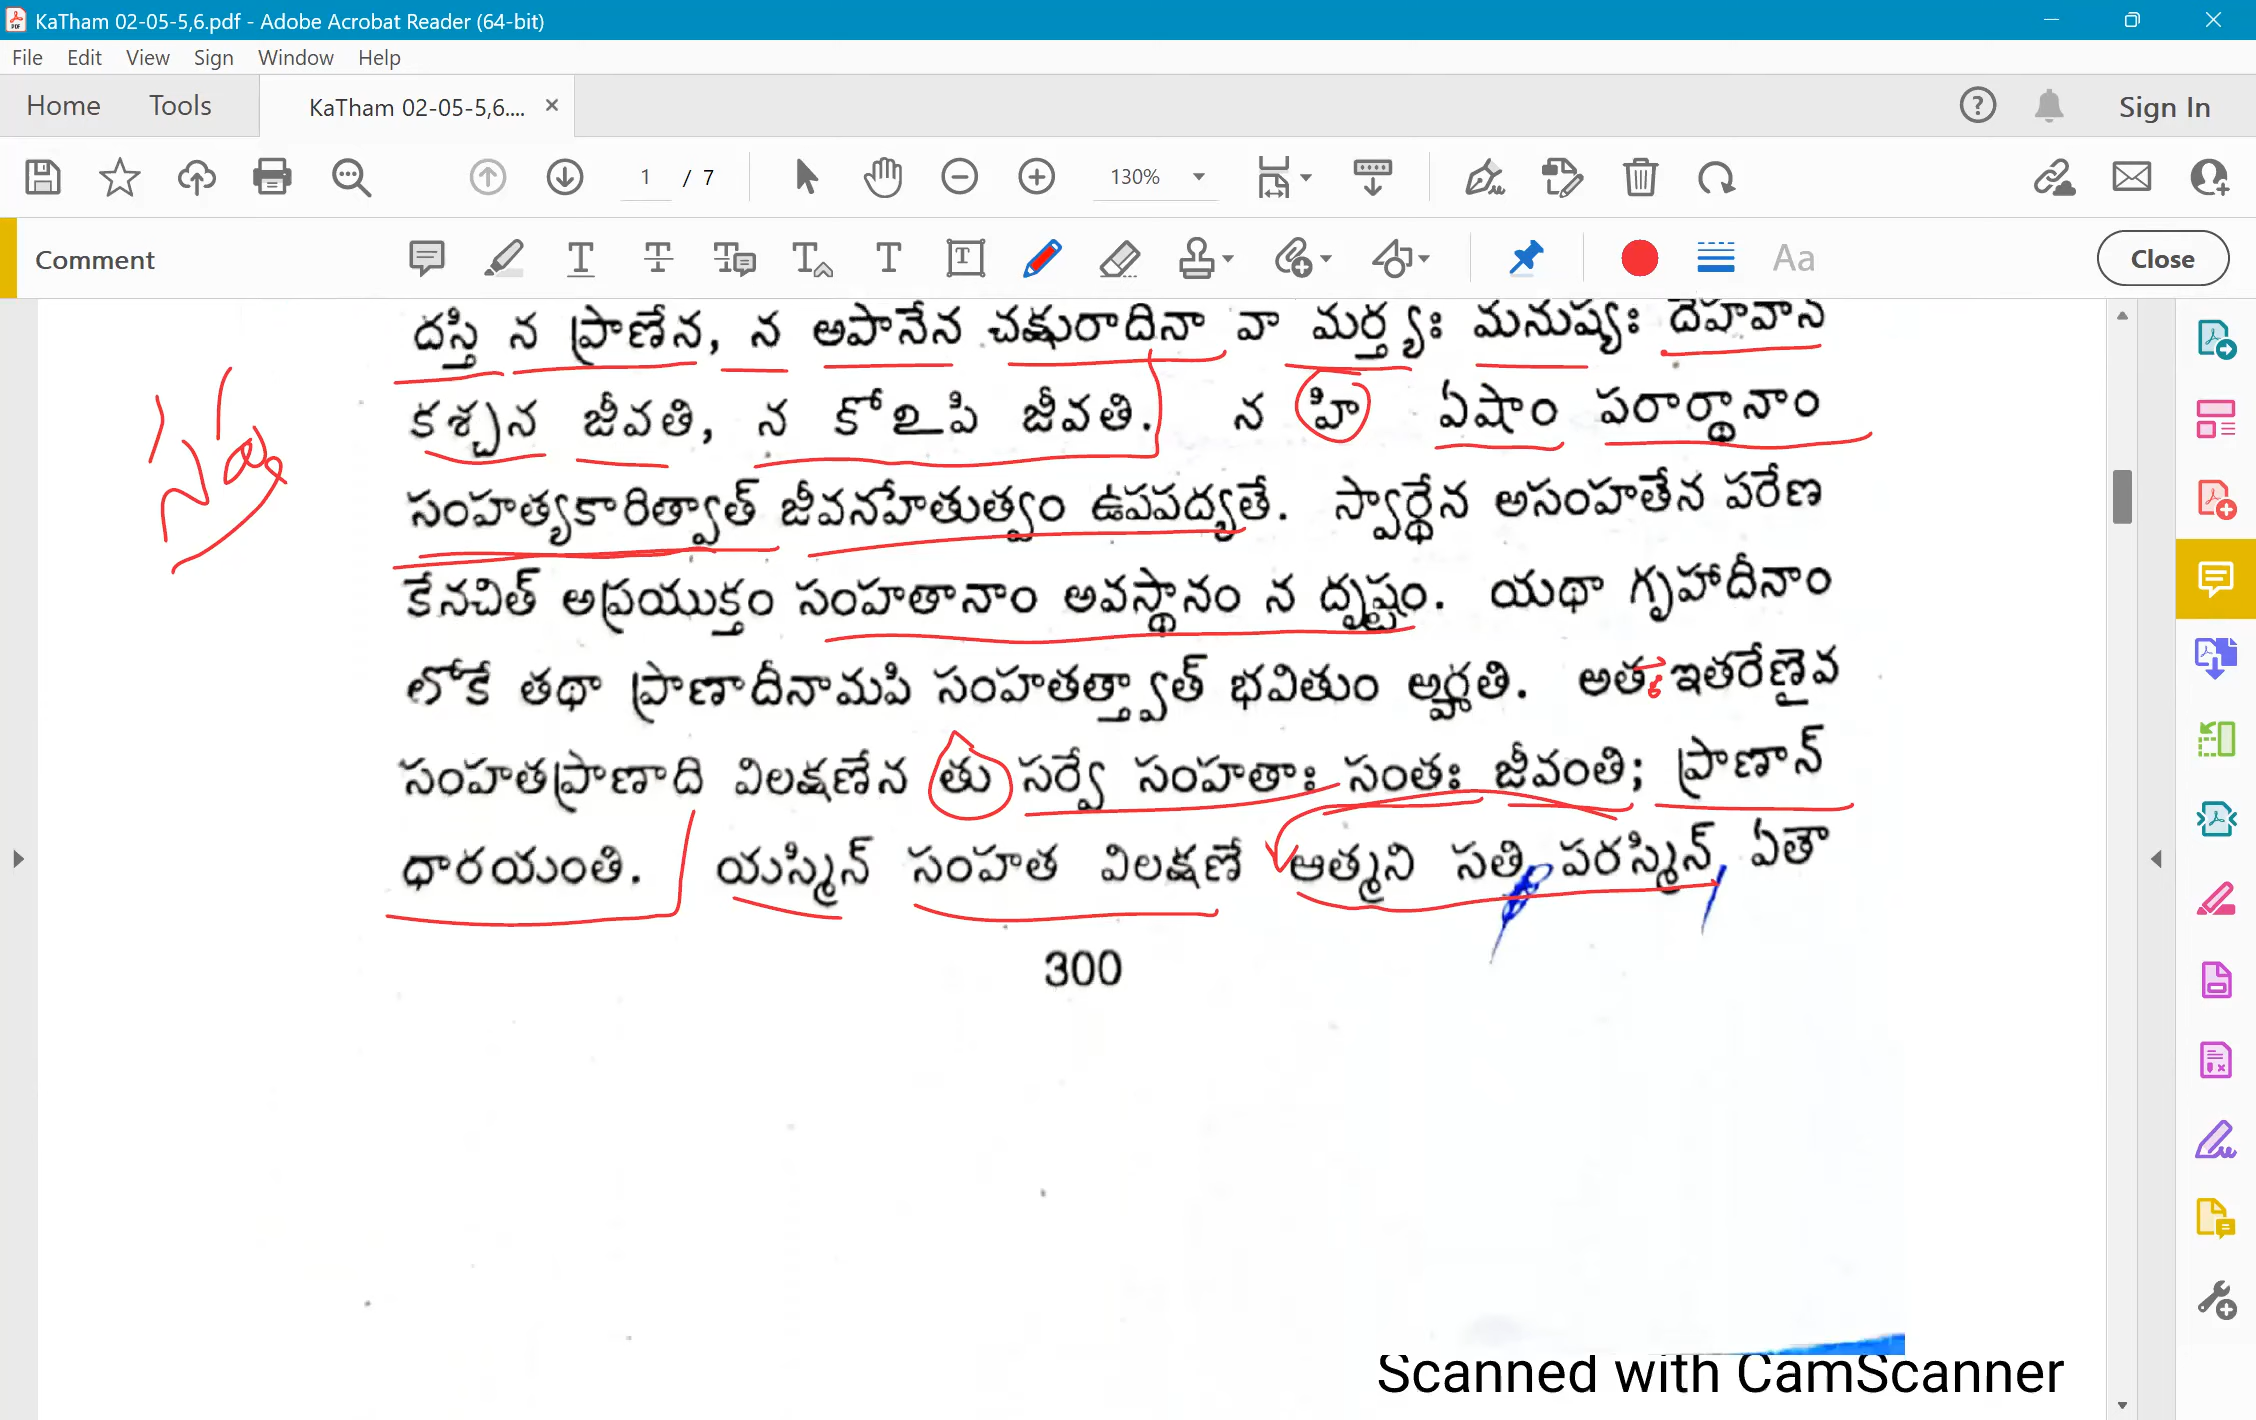 KaTham 02-05-5,6.pdf - Adobe Acrobat Reader (64-bit)
File Edit View Sign Window Help
Home Tools KaTham 02-05-5,6.... × Sign In
1 / 7 130%
Comment Aa Close
దస్తి న ప్రాణేన, న అపానేన చక్షురాదినా వా మర్త్యః మనుష్యః దేహవాన్
కశ్చన జీవతి, న కోఽపి జీవతి. న హి ఏషాం పరార్థానాం
సంహత్యకారిత్వాత్ జీవనహేతుత్వం ఉపపద్యతే. స్వార్థేన అసంహతేన పరేణ
కేనచిత్ అప్రయుక్తం సంహతానాం అవస్థానం న దృష్టం. యథా గృహాదీనాం
లోకే తథా ప్రాణాదీనామపి సంహతత్త్వాత్ భవితుం అర్హతి. అతః ఇతరేణైవ
సంహతప్రాణాది విలక్షణేన తు సర్వే సంహతాః సంతః జీవంతి; ప్రాణాన్
ధారయంతి. యస్మిన్ సంహత విలక్షణే ఆత్మని సతి పరస్మిన్ ఏతౌ
300
Scanned with CamScanner